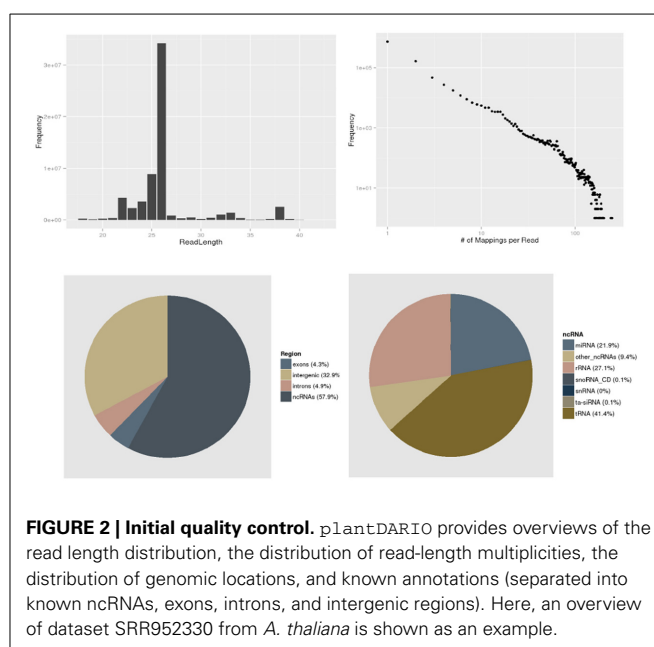 3e+07
2e+07
1e+07
0e+00
Frequency
20
25
30
35
40
ReadLength
1e+05
1e+03
1e+01
Frequency
1
15
100
# of Mappings per Read
Region
exons (4.3%)
intergenic (32.9%
introns (4.9%)
ncRNAs (57.9%)
ncRNA
miRNA (21.9%)
other_ncRNAs (9.4%)
rRNA (27.1%)
snoRNA_CD (0.1%)
snRNA (0%)
ta-siRNA (0.1%)
tRNA (41.4%)
FIGURE 2 | Initial quality control. plantDARIO provides overviews of the
read length distribution, the distribution of read-length multiplicities, the
distribution of genomic locations, and known annotations (separated into
known ncRNAs, exons, introns, and intergenic regions). Here, an overview
of dataset SRR952330 from A. thaliana is shown as an example.